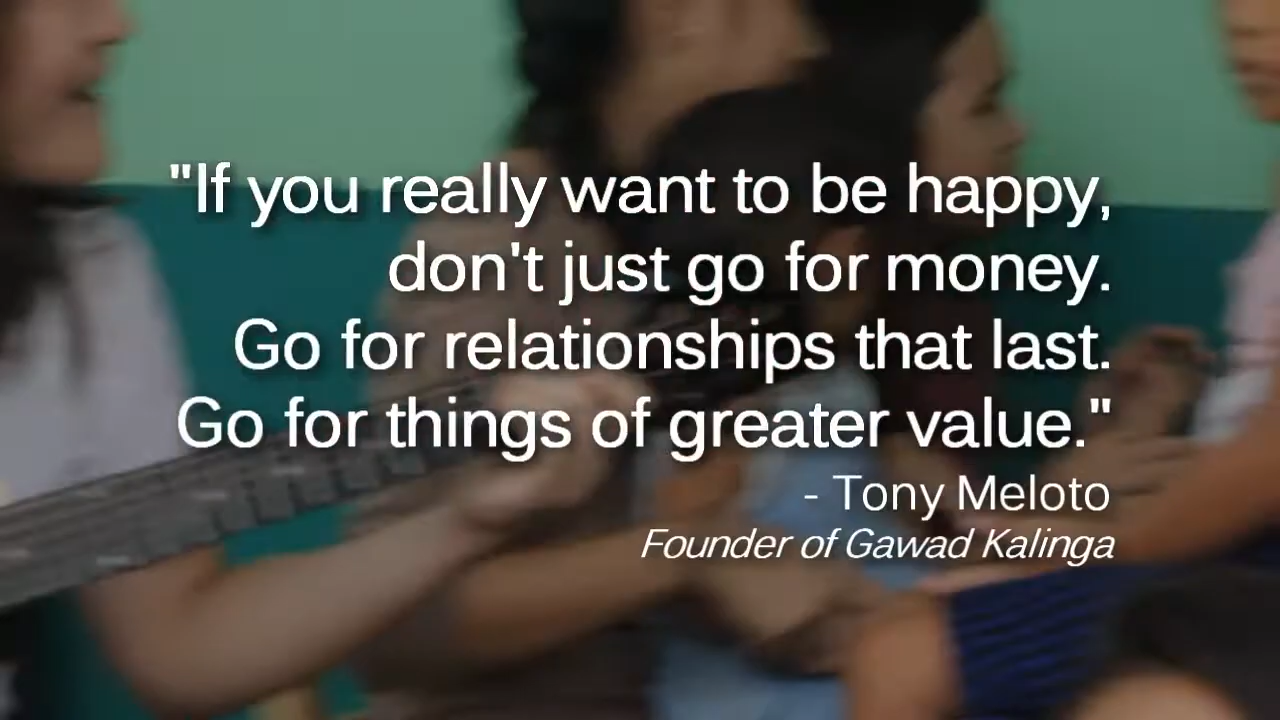 "If you really want to be happy,
don't just go for money.
Go for relationships that last.
Go for things of greater value."
- Tony Meloto
Founder of Gawad Kalinga